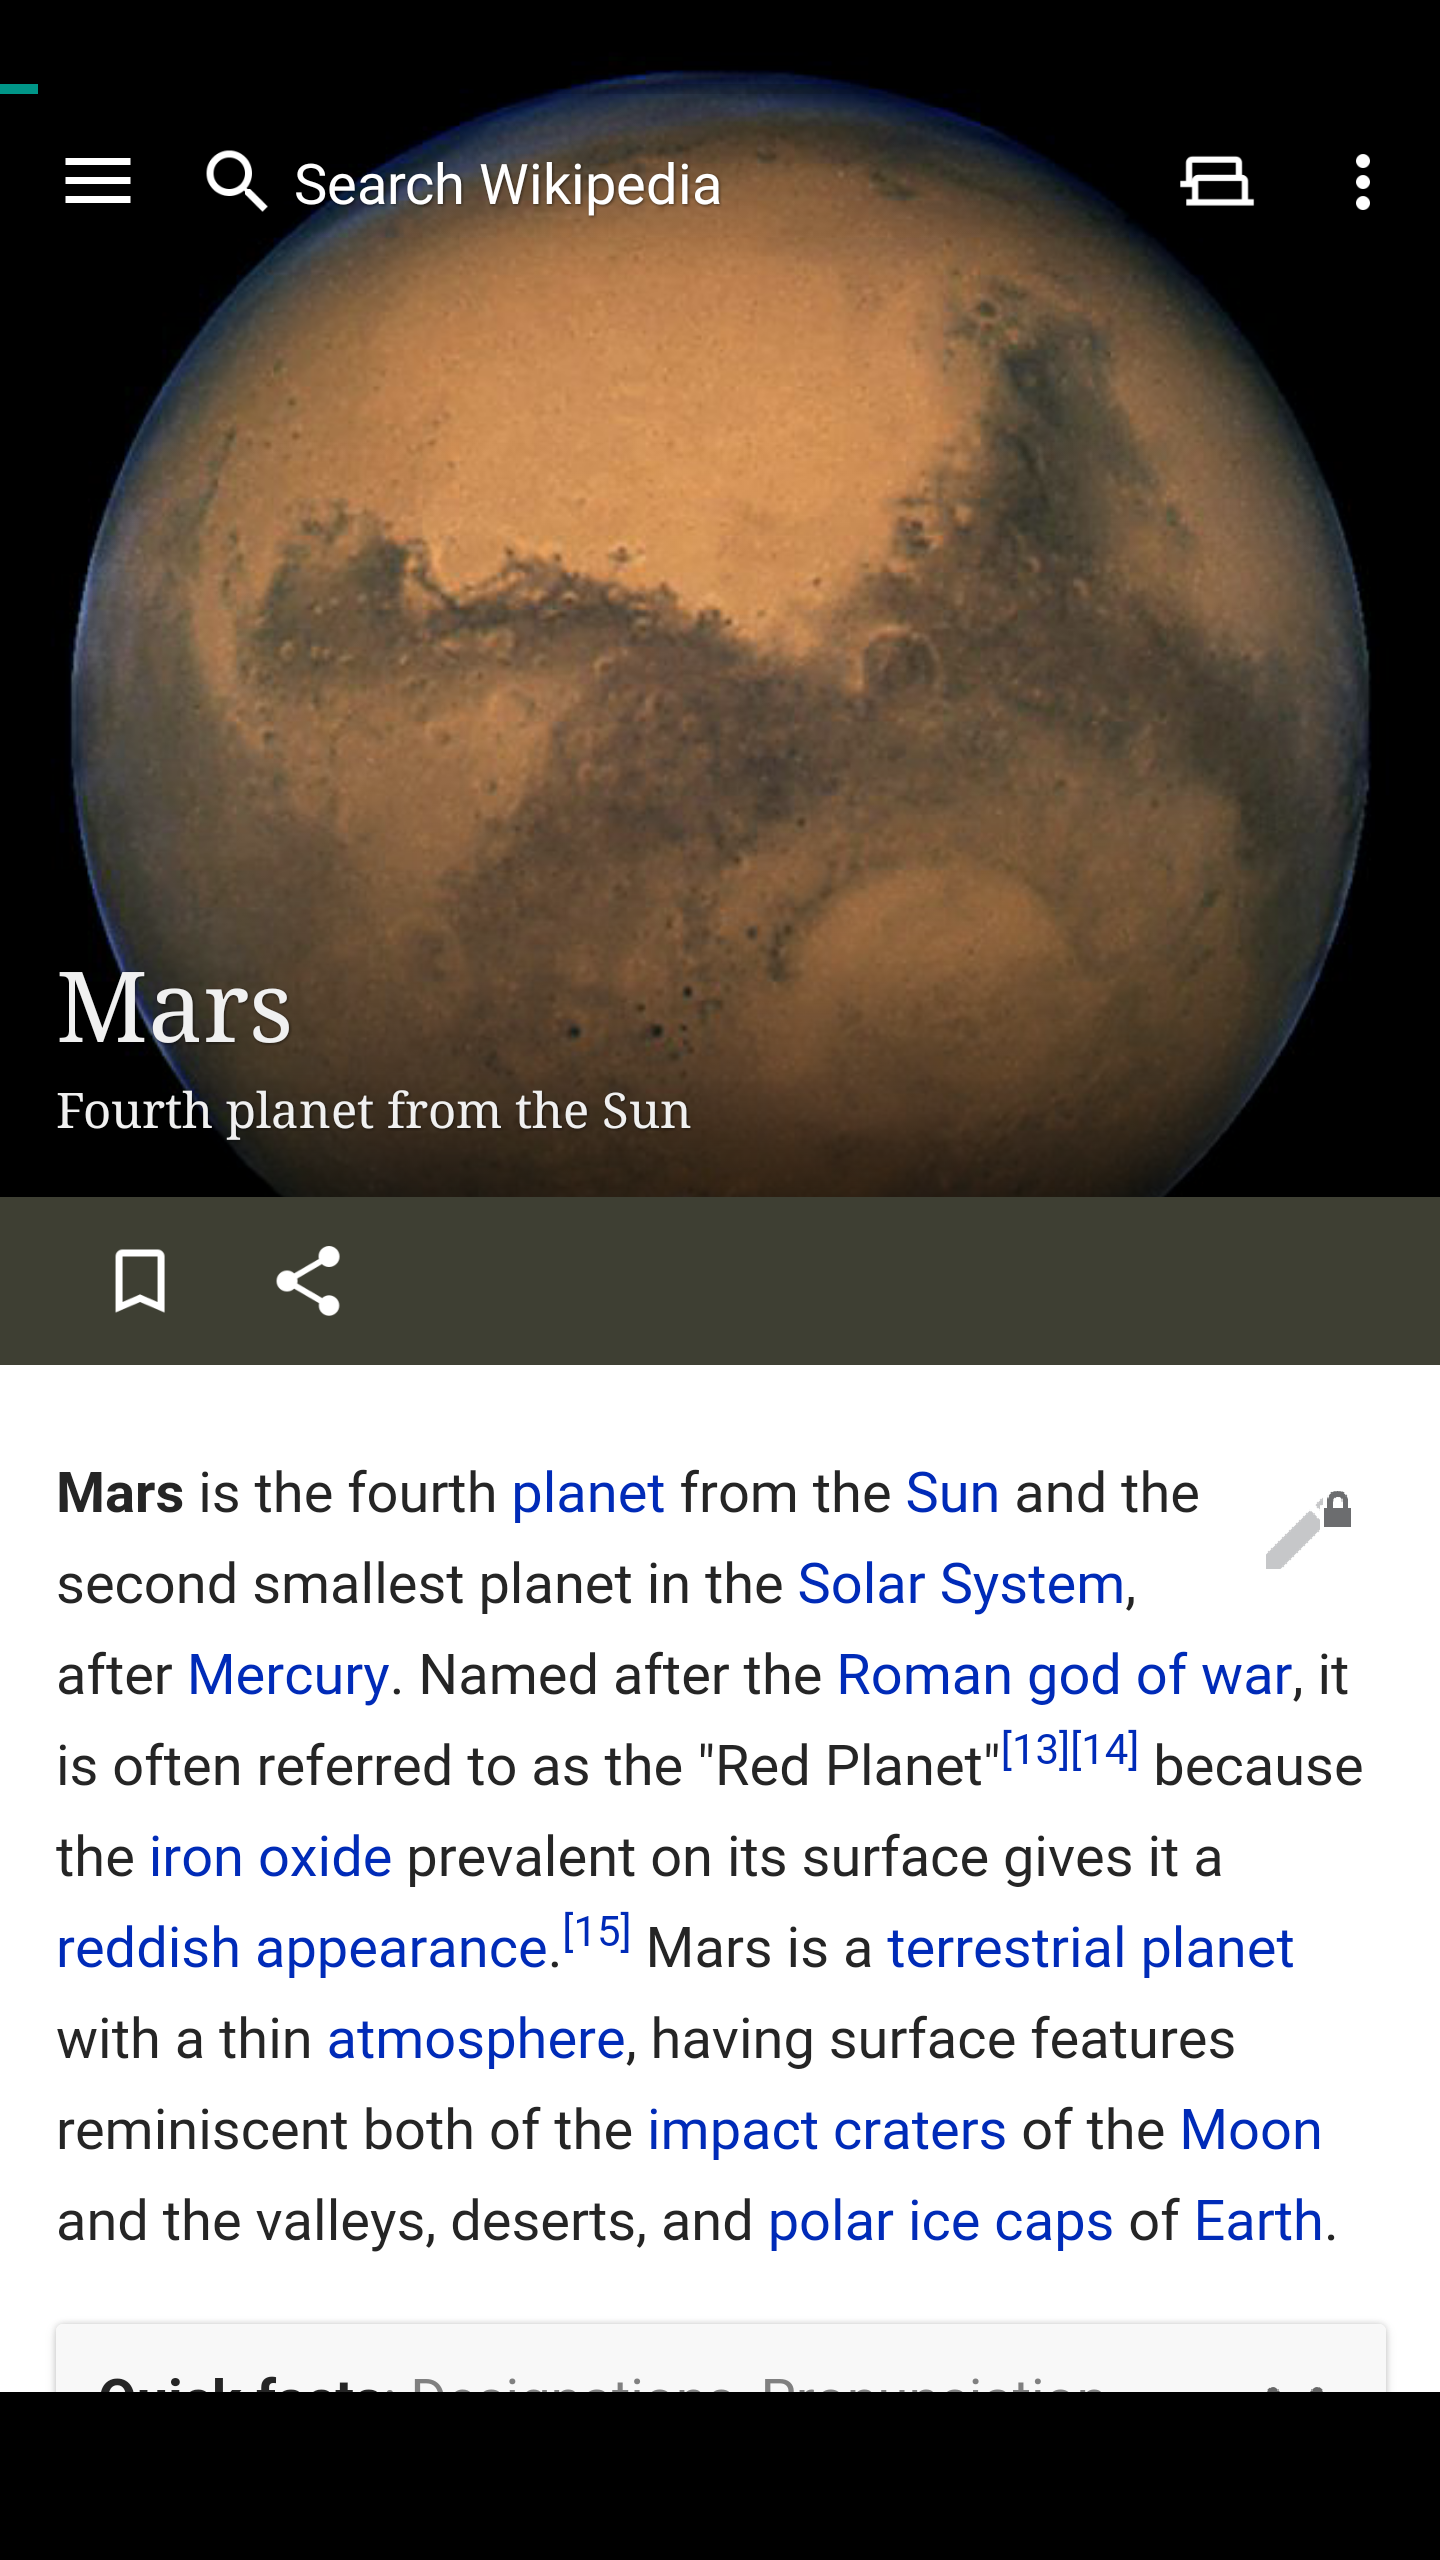 Search Wikipedia
Mars
Fourth planet from the Sun
Mars is the fourth planet from the Sun and the
second smallest planet in the Solar System,
after Mercury. Named after the Roman god of war, it
is often referred to as the "Red Planet"[13][14] because
the iron oxide prevalent on its surface gives it a
reddish appearance.[15] Mars is a terrestrial planet
with a thin atmosphere, having surface features
reminiscent both of the impact craters of the Moon
and the valleys, deserts, and polar ice caps of Earth.
Quick facts: Designations, Pronunciation